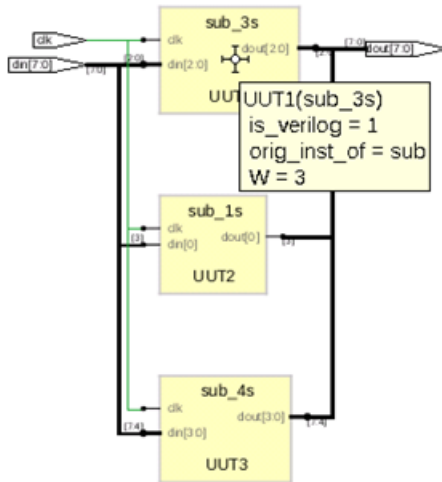 sub_3s
clk
clk
dout[2:0]
[7:0]
dout[7:0]
din[7:0]
[7:0]
[2:0]
din[2:0]
UUT1(sub_3s)
is_verilog = 1
orig_inst_of = sub
W = 3
sub_1s
clk
[3]
din[0]
dout[0]
[3]
UUT2
sub_4s
clk
dout[3:0]
[7:4]
[7:4]
din[3:0]
UUT3